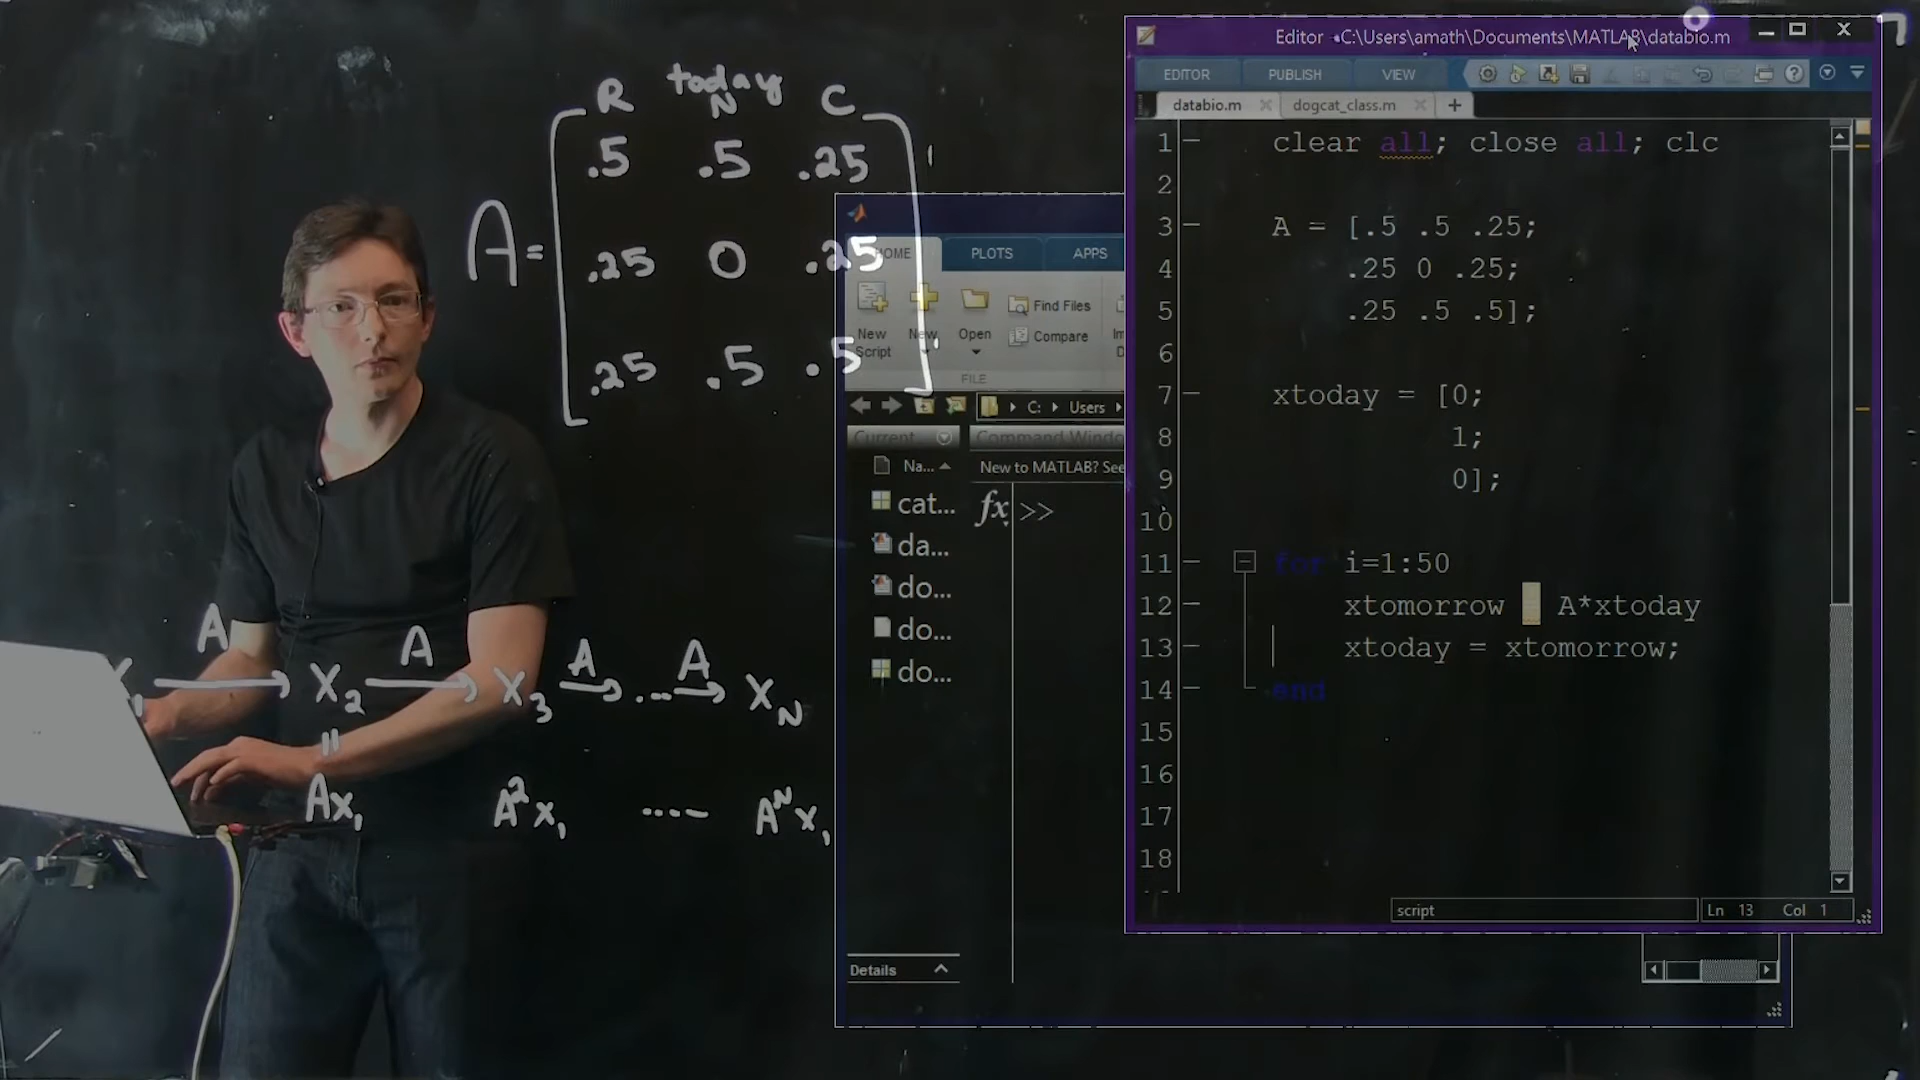 R today N C
A = .5 .5 .25
.25 0 .25
.25 .5 .5
A A A A
X1 → X2 → X3 → ... → XN
=
Ax1 A²x1 .... Aᴺx1
Editor - C:\Users\amath\Documents\MATLAB\databio.m
EDITOR PUBLISH VIEW
databio.m dogcat_class.m +
1 clear all; close all; clc
2
3 A = [.5 .5 .25;
4 .25 0 .25;
5 .25 .5 .5];
6
7 xtoday = [0;
8 1;
9 0];
10
11 for i=1:50
12 xtomorrow = A*xtoday
13 xtoday = xtomorrow;
14 end
15
16
17
18
script Ln 13 Col 1
HOME PLOTS APPS
New Script New Open Find Files
Compare
FILE
C: Users
Current Command Windo
Na... New to MATLAB? See
fx >>
cat...
da...
do...
do...
do...
Details